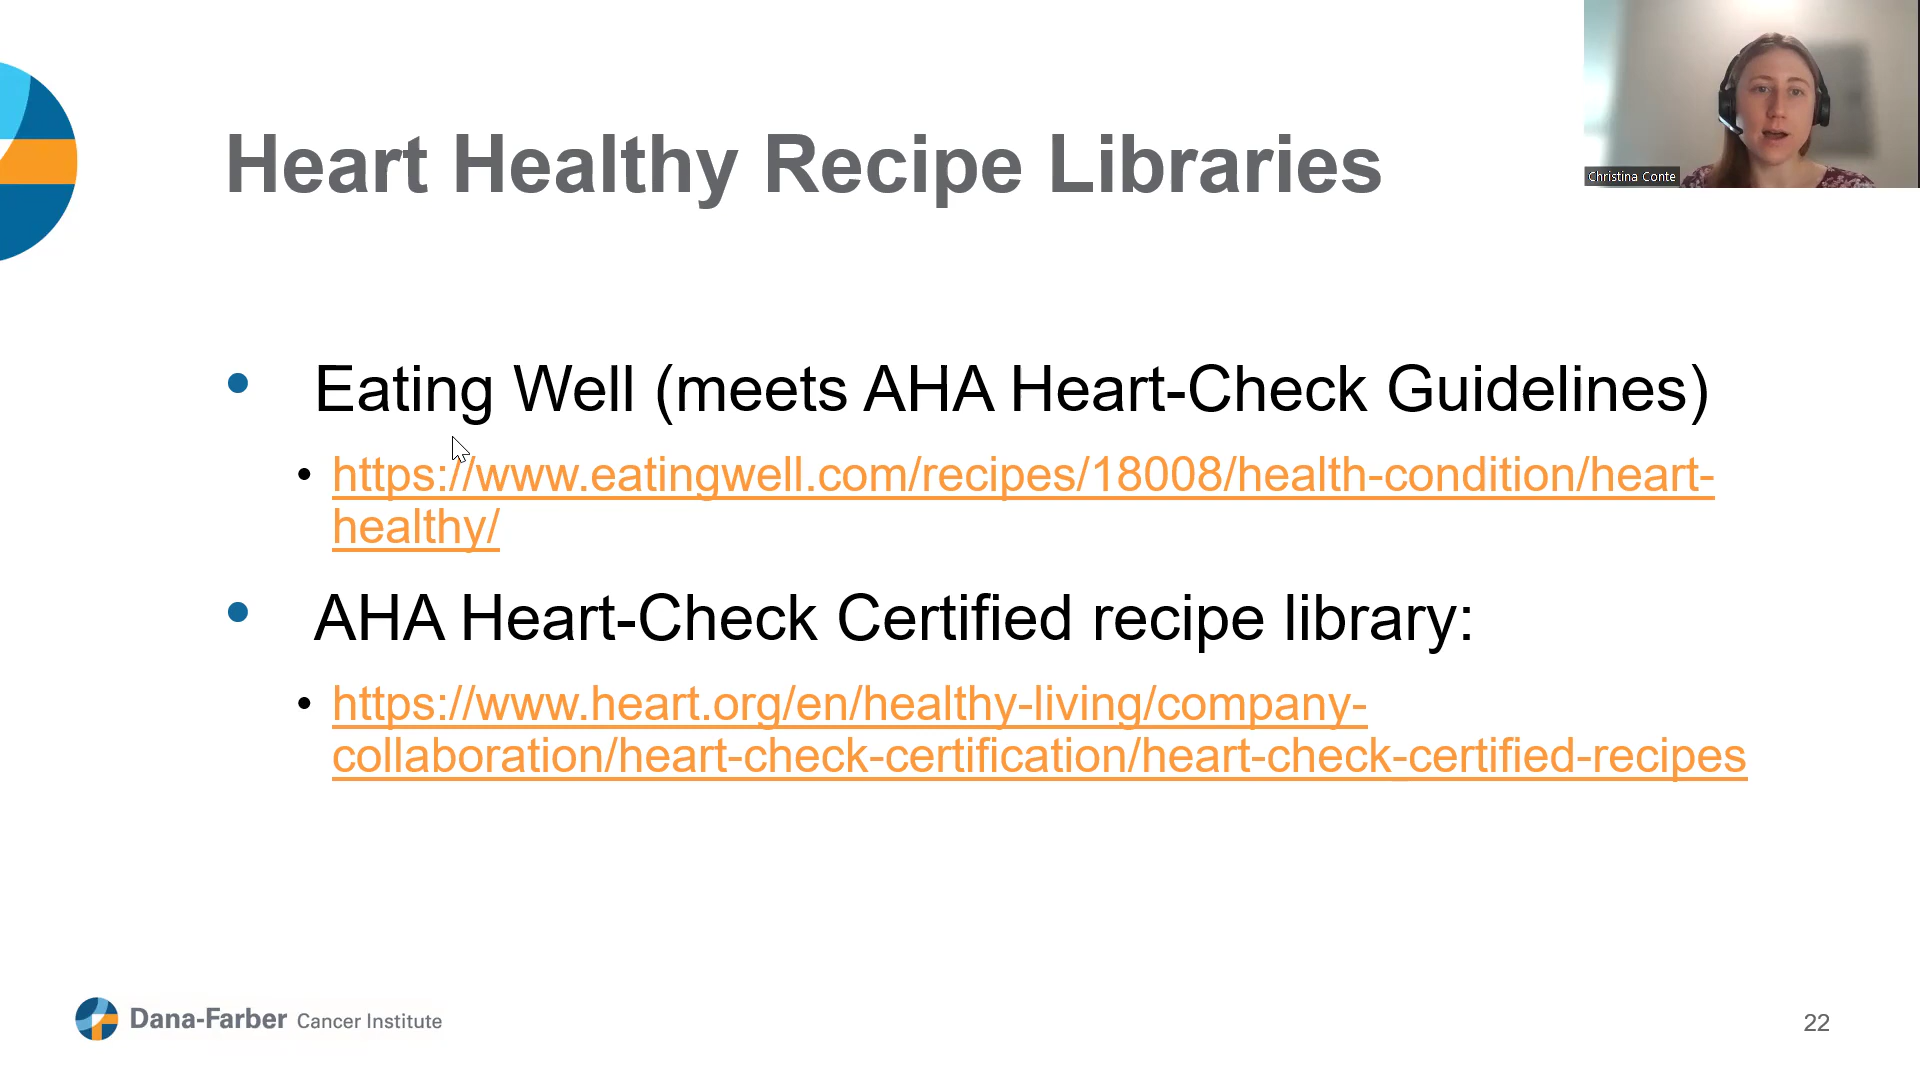 Christina Conte
Heart Healthy Recipe Libraries
• Eating Well (meets AHA Heart-Check Guidelines)
• https://www.eatingwell.com/recipes/18008/health-condition/heart-
healthy/
• AHA Heart-Check Certified recipe library:
• https://www.heart.org/en/healthy-living/company-
collaboration/heart-check-certification/heart-check-certified-recipes
Dana-Farber Cancer Institute
22